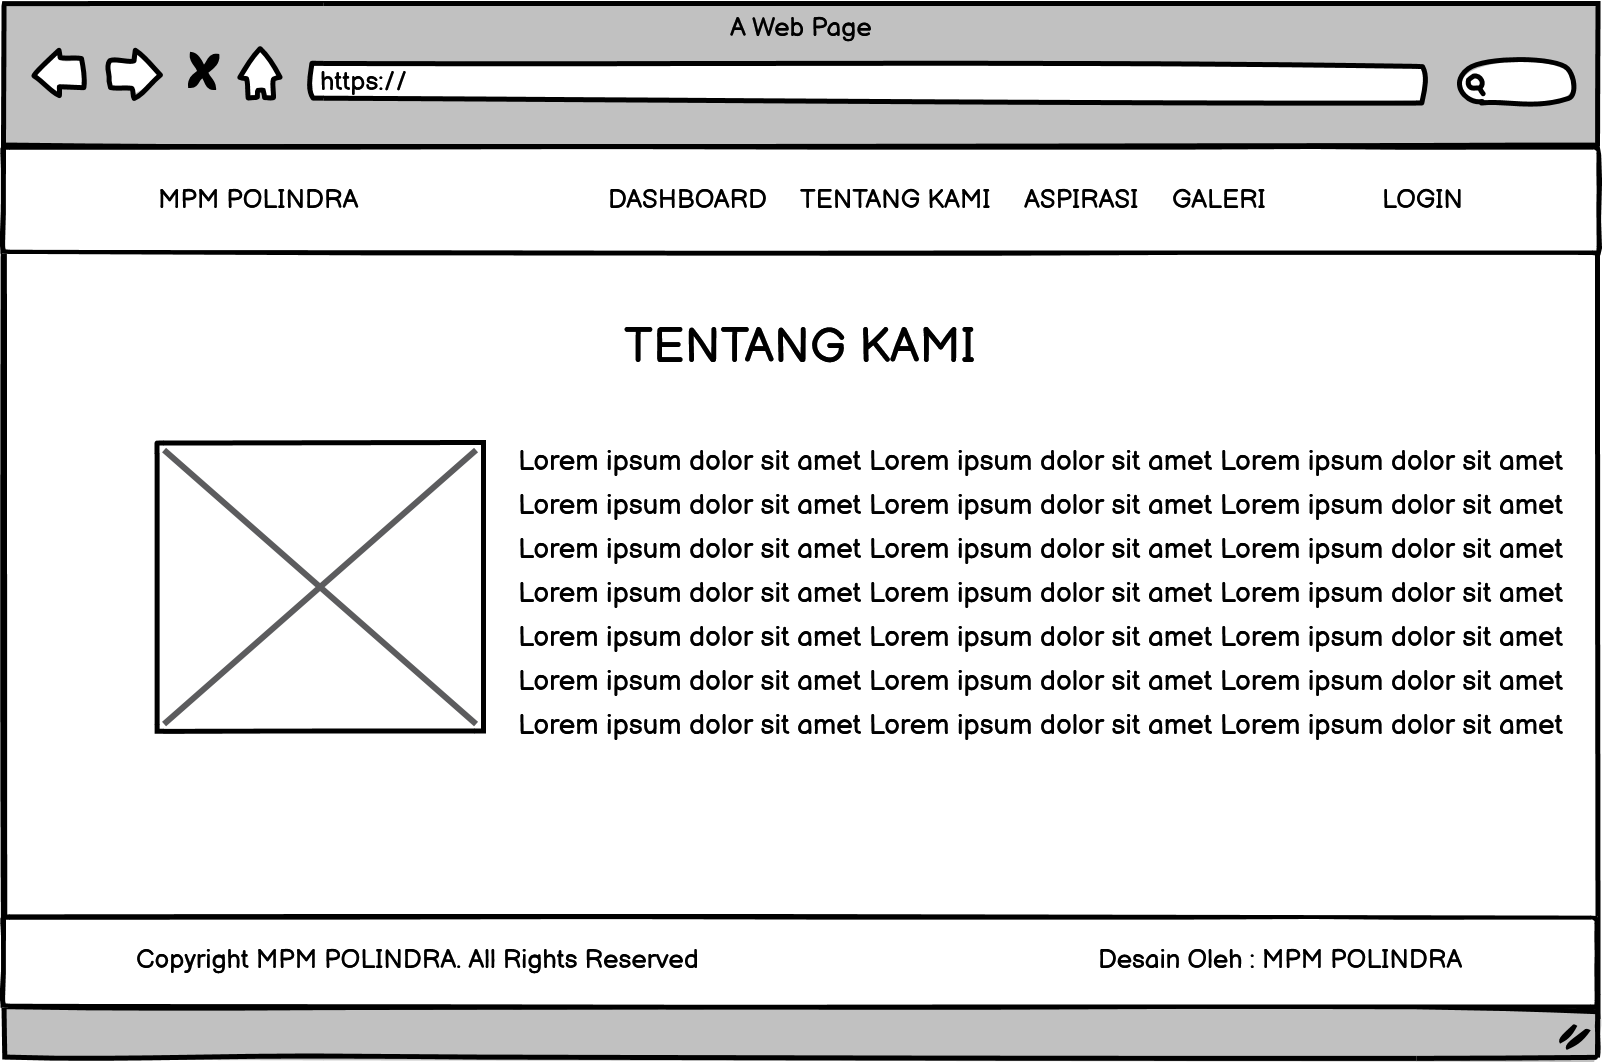 A Web Page
https://
MPM POLINDRA DASHBOARD TENTANG KAMI ASPIRASI GALERI LOGIN
TENTANG KAMI
Lorem ipsum dolor sit amet Lorem ipsum dolor sit amet Lorem ipsum dolor sit amet
Lorem ipsum dolor sit amet Lorem ipsum dolor sit amet Lorem ipsum dolor sit amet
Lorem ipsum dolor sit amet Lorem ipsum dolor sit amet Lorem ipsum dolor sit amet
Lorem ipsum dolor sit amet Lorem ipsum dolor sit amet Lorem ipsum dolor sit amet
Lorem ipsum dolor sit amet Lorem ipsum dolor sit amet Lorem ipsum dolor sit amet
Lorem ipsum dolor sit amet Lorem ipsum dolor sit amet Lorem ipsum dolor sit amet
Lorem ipsum dolor sit amet Lorem ipsum dolor sit amet Lorem ipsum dolor sit amet
Copyright MPM POLINDRA. All Rights Reserved Desain Oleh : MPM POLINDRA